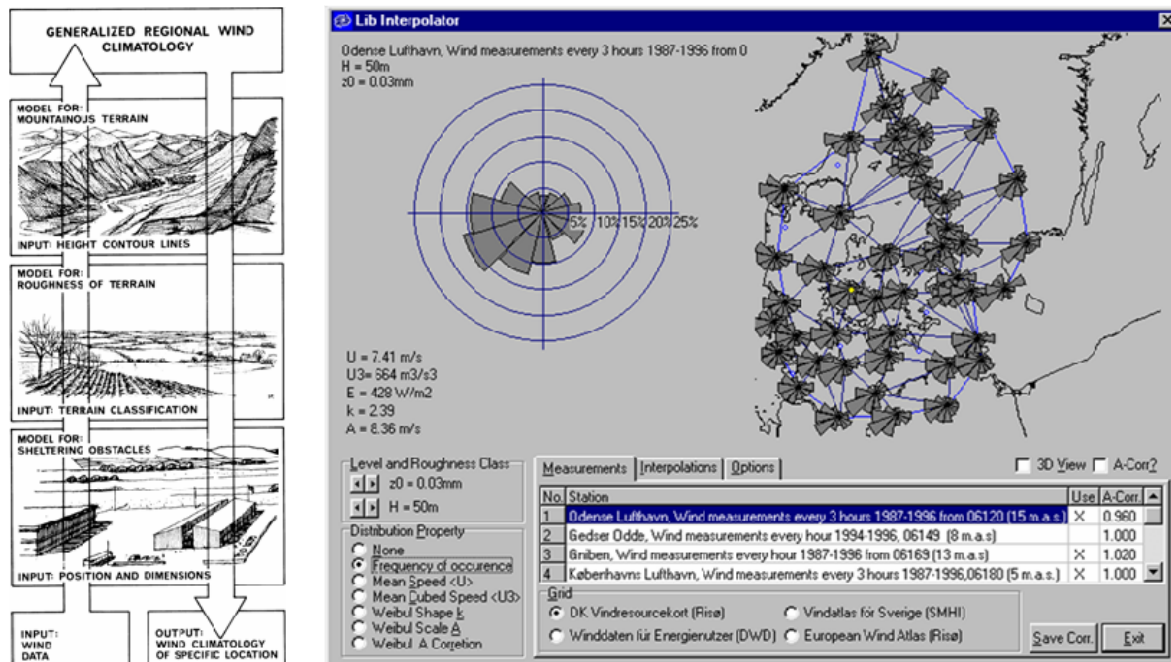 GENERALIZED REGIONAL WIND
CLIMATOLOGY
MODEL FOR:
MOUNTAINOUS TERRAIN
INPUT: HEIGHT CONTOUR LINES
MODEL FOR:
ROUGHNESS OF TERRAIN
INPUT: TERRAIN CLASSIFICATION
MODEL FOR:
SHELTERING OBSTACLES
INPUT: POSITION AND DIMENSIONS
INPUT:
WIND
DATA
OUTPUT:
WIND CLIMATOLOGY
OF SPECIFIC LOCATION
Lib Interpolator
Odense Lufthavn, Wind measurements every 3 hours 1987-1996 from 0
H = 50m
z0 = 0.03mm
5% 10% 15% 20% 25%
U = 7.41 m/s
U3= 664 m3/s3
E = 428 W/m2
k = 2.39
A = 8.36 m/s
Level and Roughness Class
z0 = 0.03mm
H = 50m
Distribution Property
None
Frequency of occurence
Mean Speed <U>
Mean Qubed Speed <U3>
Weibul Shape k
Weibul Scale A
Weibul A Corretion
Measurements Interpolations Options
3D View A-Corr?
No. Station Use A-Corr.
1 Odense Lufthavn, Wind measurements every 3 hours 1987-1996 from 06120 (15 m.a.s) X 0.960
2 Gedser Odde, Wind measurements every hour 1994-1996, 06149 (8 m.a.s) 1.000
3 Gniben, Wind measurements every hour 1987-1996 from 06169 (13 m.a.s) X 1.020
4 Københavns Lufthavn, Wind measurements every 3 hours 1987-1996,06180 (5 m.a.s.) X 1.000
Grid
DK Vindresourcekort (Risø) Vindatlas för Sverige (SMHI)
Winddaten für Energienutzer (DWD) European Wind Atlas (Risø)
Save Corr. Exit